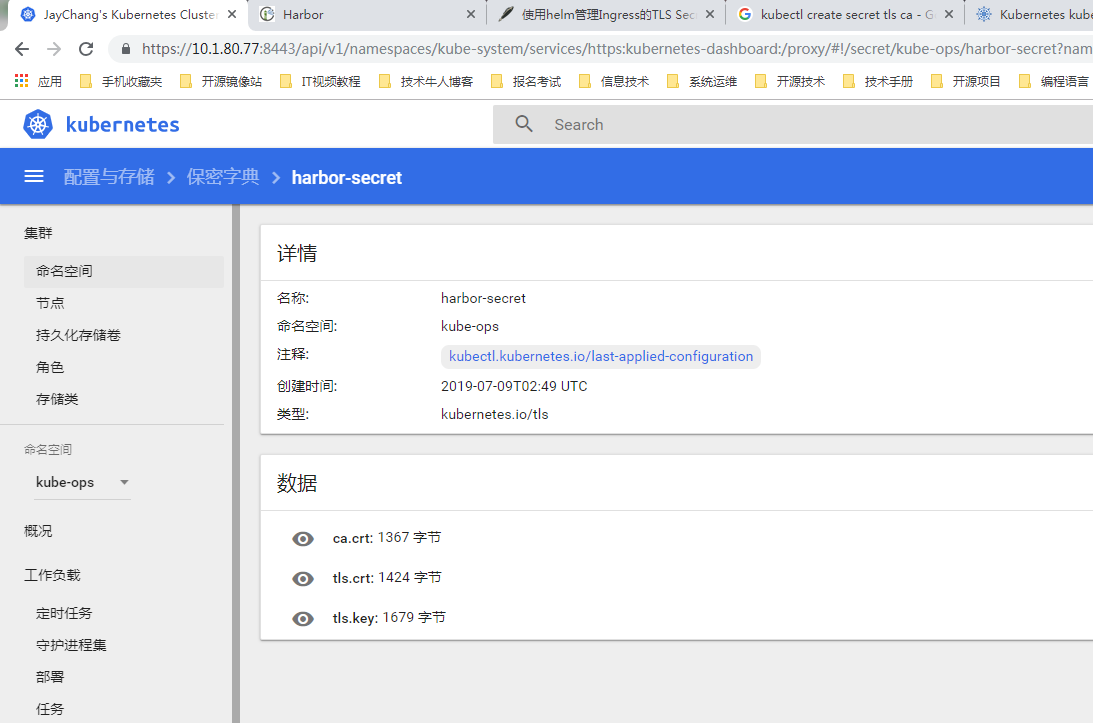 JayChang's Kubernetes Cluster
Harbor
使用helm管理Ingress的TLS Sec
kubectl create secret tls ca - G
Kubernetes kube
https://10.1.80.77:8443/api/v1/namespaces/kube-system/services/https:kubernetes-dashboard:/proxy/#!/secret/kube-ops/harbor-secret?nam
应用
手机收藏夹
开源镜像站
IT视频教程
技术牛人博客
报名考试
信息技术
系统运维
开源技术
技术手册
开源项目
编程语言
kubernetes
Search
配置与存储
保密字典
harbor-secret
集群
命名空间
节点
持久化存储卷
角色
存储类
命名空间
kube-ops
概况
工作负载
定时任务
守护进程集
部署
任务
详情
名称: harbor-secret
命名空间: kube-ops
注释: kubectl.kubernetes.io/last-applied-configuration
创建时间: 2019-07-09T02:49 UTC
类型: kubernetes.io/tls
数据
ca.crt: 1367 字节
tls.crt: 1424 字节
tls.key: 1679 字节